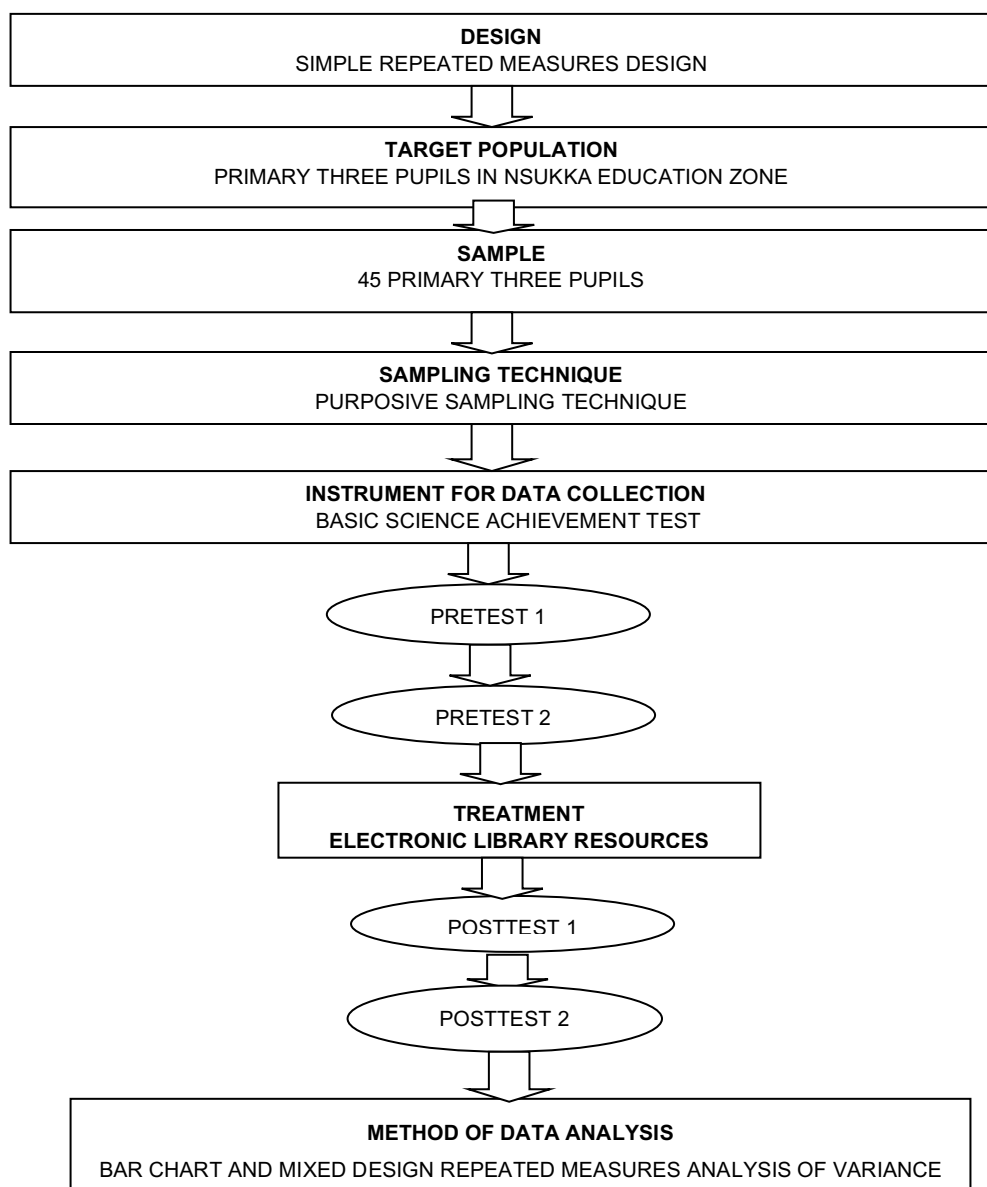 DESIGN
SIMPLE REPEATED MEASURES DESIGN
TARGET POPULATION
PRIMARY THREE PUPILS IN NSUKKA EDUCATION ZONE
SAMPLE
45 PRIMARY THREE PUPILS
SAMPLING TECHNIQUE
PURPOSIVE SAMPLING TECHNIQUE
INSTRUMENT FOR DATA COLLECTION
BASIC SCIENCE ACHIEVEMENT TEST
PRETEST 1
PRETEST 2
TREATMENT
ELECTRONIC LIBRARY RESOURCES
POSTTEST 1
POSTTEST 2
METHOD OF DATA ANALYSIS
BAR CHART AND MIXED DESIGN REPEATED MEASURES ANALYSIS OF VARIANCE